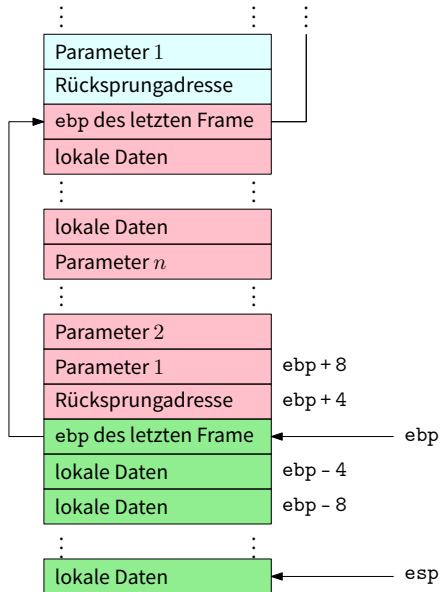 Parameter 1
Rücksprungadresse
ebp des letzten Frame
lokale Daten
lokale Daten
Parameter n
Parameter 2
Parameter 1 ebp + 8
Rücksprungadresse ebp + 4
ebp des letzten Frame ebp
lokale Daten ebp - 4
lokale Daten ebp - 8
lokale Daten esp